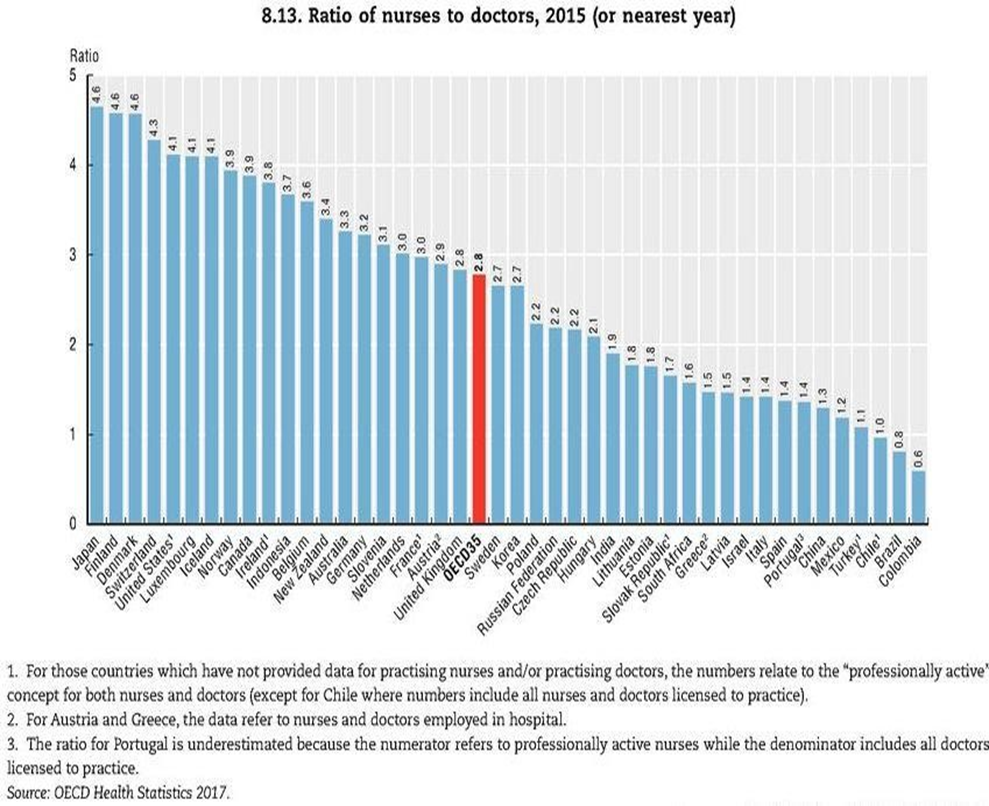 8.13. Ratio of nurses to doctors, 2015 (or nearest year)
Ratio
5
4
3
2
1
0
4.6
4.6
4.6
4.3
4.1
4.1
4.1
3.9
3.9
3.8
3.7
3.6
3.4
3.3
3.2
3.1
3.0
3.0
2.9
2.8
2.8
2.7
2.7
2.2
2.2
2.2
2.1
1.9
1.8
1.8
1.7
1.6
1.5
1.5
1.4
1.4
1.4
1.4
1.3
1.2
1.1
1.0
0.8
0.6
Japan
Finland
Denmark
Switzerland
United States¹
Luxembourg
Iceland
Norway
Canada
Ireland¹
Indonesia
Belgium
New Zealand
Australia
Germany
Slovenia
Netherlands
France¹
Austria²
United Kingdom
OECD35
Sweden
Korea
Poland
Russian Federation
Czech Republic
Hungary
India
Lithuania
Estonia
Slovak Republic¹
South Africa
Greece²
Latvia
Israel
Italy
Spain
Portugal³
China
Mexico
Turkey¹
Chile¹
Brazil
Colombia
1. For those countries which have not provided data for practising nurses and/or practising doctors, the numbers relate to the “professionally active”
concept for both nurses and doctors (except for Chile where numbers include all nurses and doctors licensed to practice).
2. For Austria and Greece, the data refer to nurses and doctors employed in hospital.
3. The ratio for Portugal is underestimated because the numerator refers to professionally active nurses while the denominator includes all doctors
licensed to practice.
Source: OECD Health Statistics 2017.